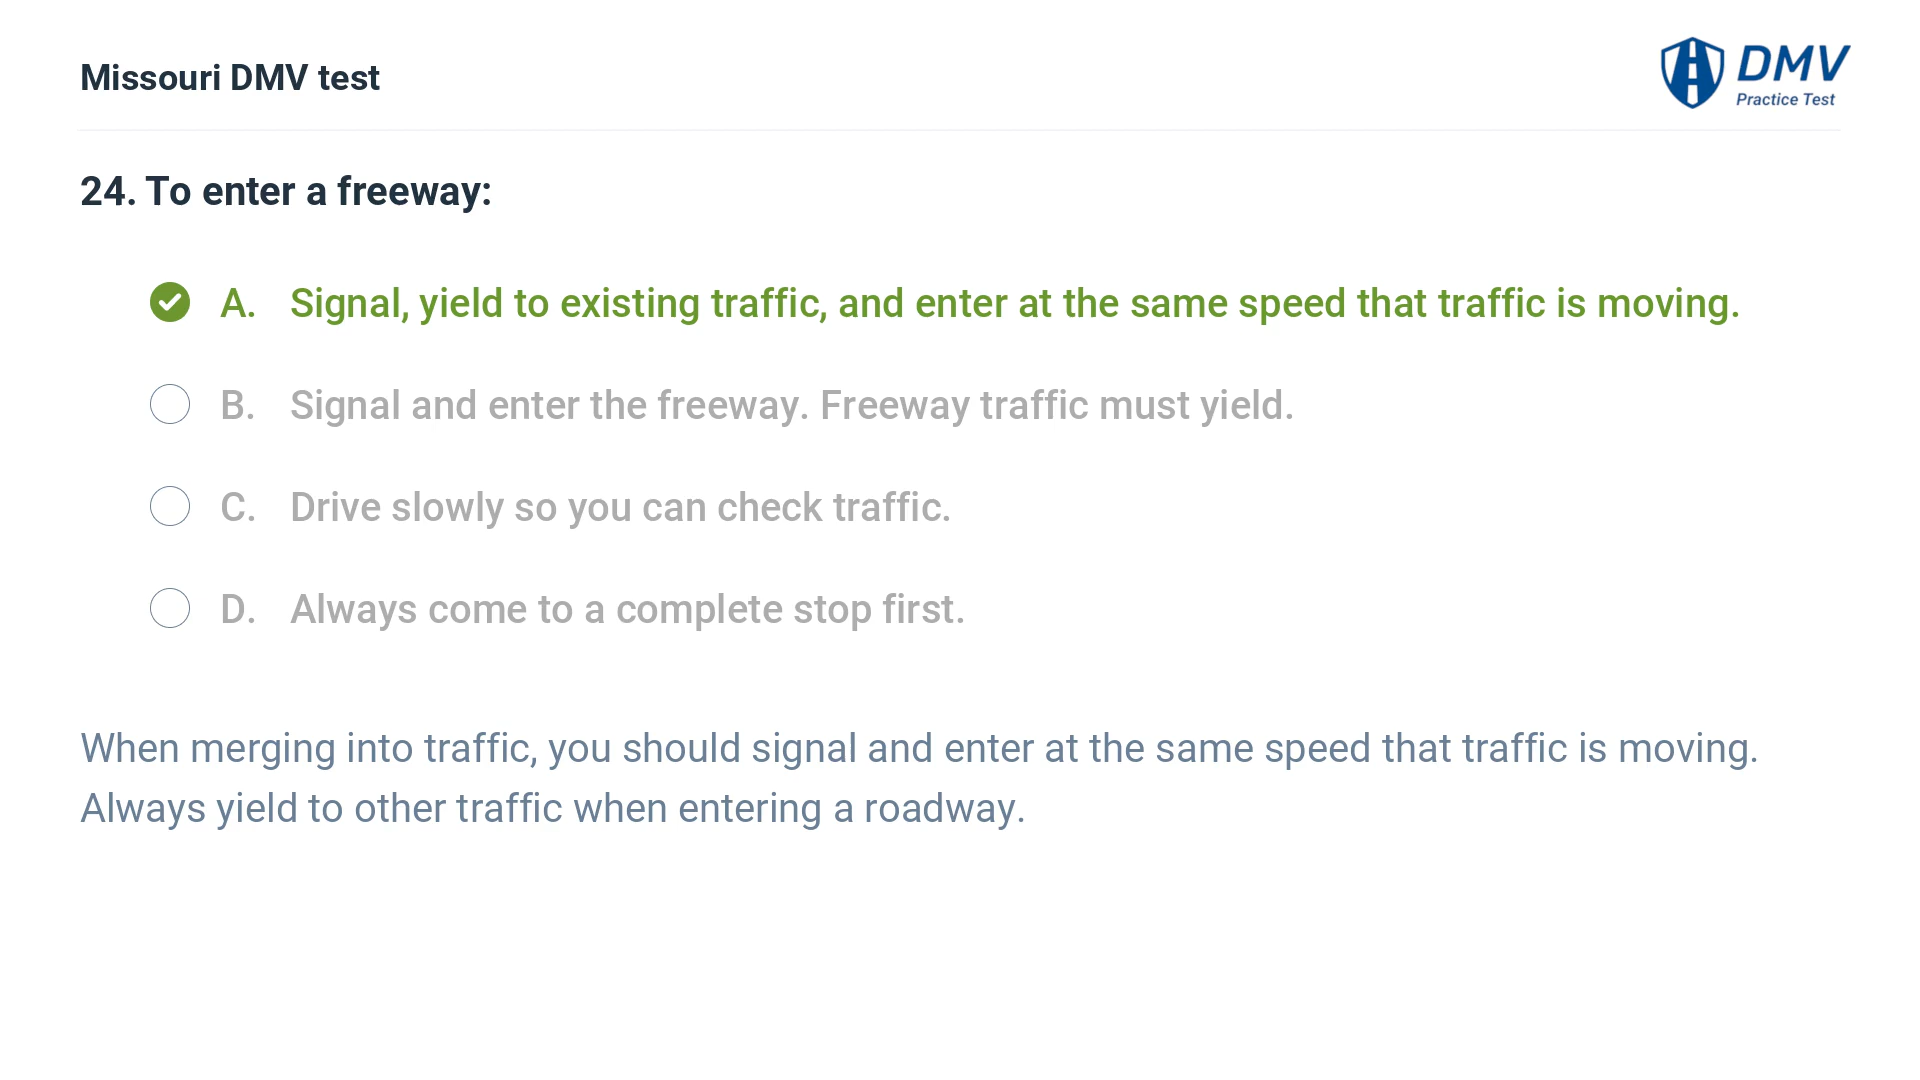 Missouri DMV test
DMV
Practice Test
24. To enter a freeway:
A. Signal, yield to existing traffic, and enter at the same speed that traffic is moving.
B. Signal and enter the freeway. Freeway traffic must yield.
C. Drive slowly so you can check traffic.
D. Always come to a complete stop first.
When merging into traffic, you should signal and enter at the same speed that traffic is moving.
Always yield to other traffic when entering a roadway.